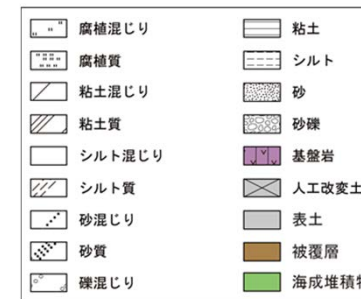 腐植混じり
腐植質
粘土混じり
粘土質
シルト混じり
シルト質
砂混じり
砂質
礫混じり
粘土
シルト
砂
砂礫
基盤岩
人工改変土
表土
被覆層
海成堆積